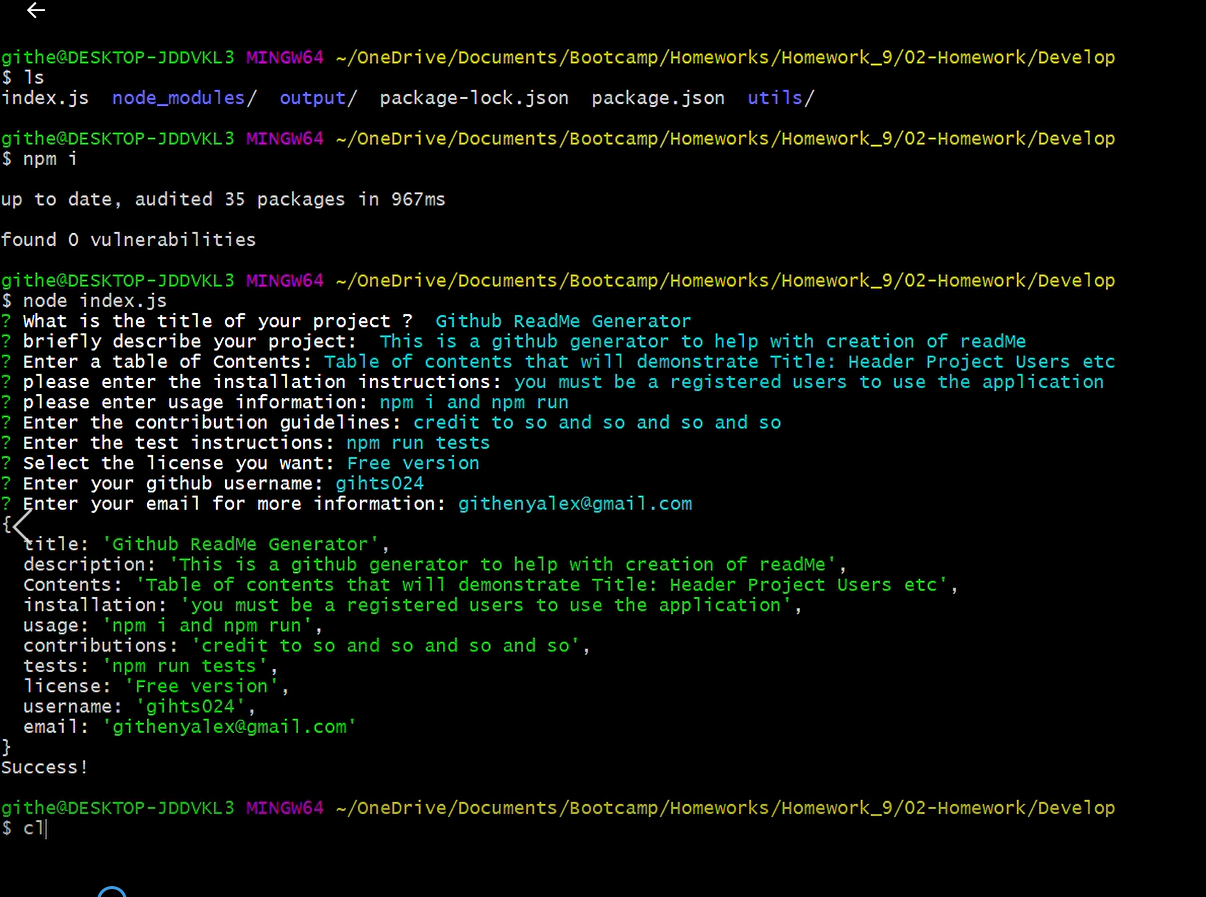 githe@DESKTOP-JDDVKL3 MINGW64 ~/OneDrive/Documents/Bootcamp/Homeworks/Homework_9/02-Homework/Develop
$ ls
index.js  node_modules/  output/  package-lock.json  package.json  utils/
githe@DESKTOP-JDDVKL3 MINGW64 ~/OneDrive/Documents/Bootcamp/Homeworks/Homework_9/02-Homework/Develop
$ npm i
up to date, audited 35 packages in 967ms
found 0 vulnerabilities
githe@DESKTOP-JDDVKL3 MINGW64 ~/OneDrive/Documents/Bootcamp/Homeworks/Homework_9/02-Homework/Develop
$ node index.js
? What is the title of your project ?  Github ReadMe Generator
? briefly describe your project:  This is a github generator to help with creation of readMe
? Enter a table of Contents: Table of contents that will demonstrate Title: Header Project Users etc
? please enter the installation instructions: you must be a registered users to use the application
? please enter usage information: npm i and npm run
? Enter the contribution guidelines: credit to so and so and so and so
? Enter the test instructions: npm run tests
? Select the license you want: Free version
? Enter your github username: gihts024
? Enter your email for more information: githenyalex@gmail.com
{
  title: 'Github ReadMe Generator',
  description: 'This is a github generator to help with creation of readMe',
  Contents: 'Table of contents that will demonstrate Title: Header Project Users etc',
  installation: 'you must be a registered users to use the application',
  usage: 'npm i and npm run',
  contributions: 'credit to so and so and so and so',
  tests: 'npm run tests',
  license: 'Free version',
  username: 'gihts024',
  email: 'githenyalex@gmail.com'
}
Success!
githe@DESKTOP-JDDVKL3 MINGW64 ~/OneDrive/Documents/Bootcamp/Homeworks/Homework_9/02-Homework/Develop
$ cl